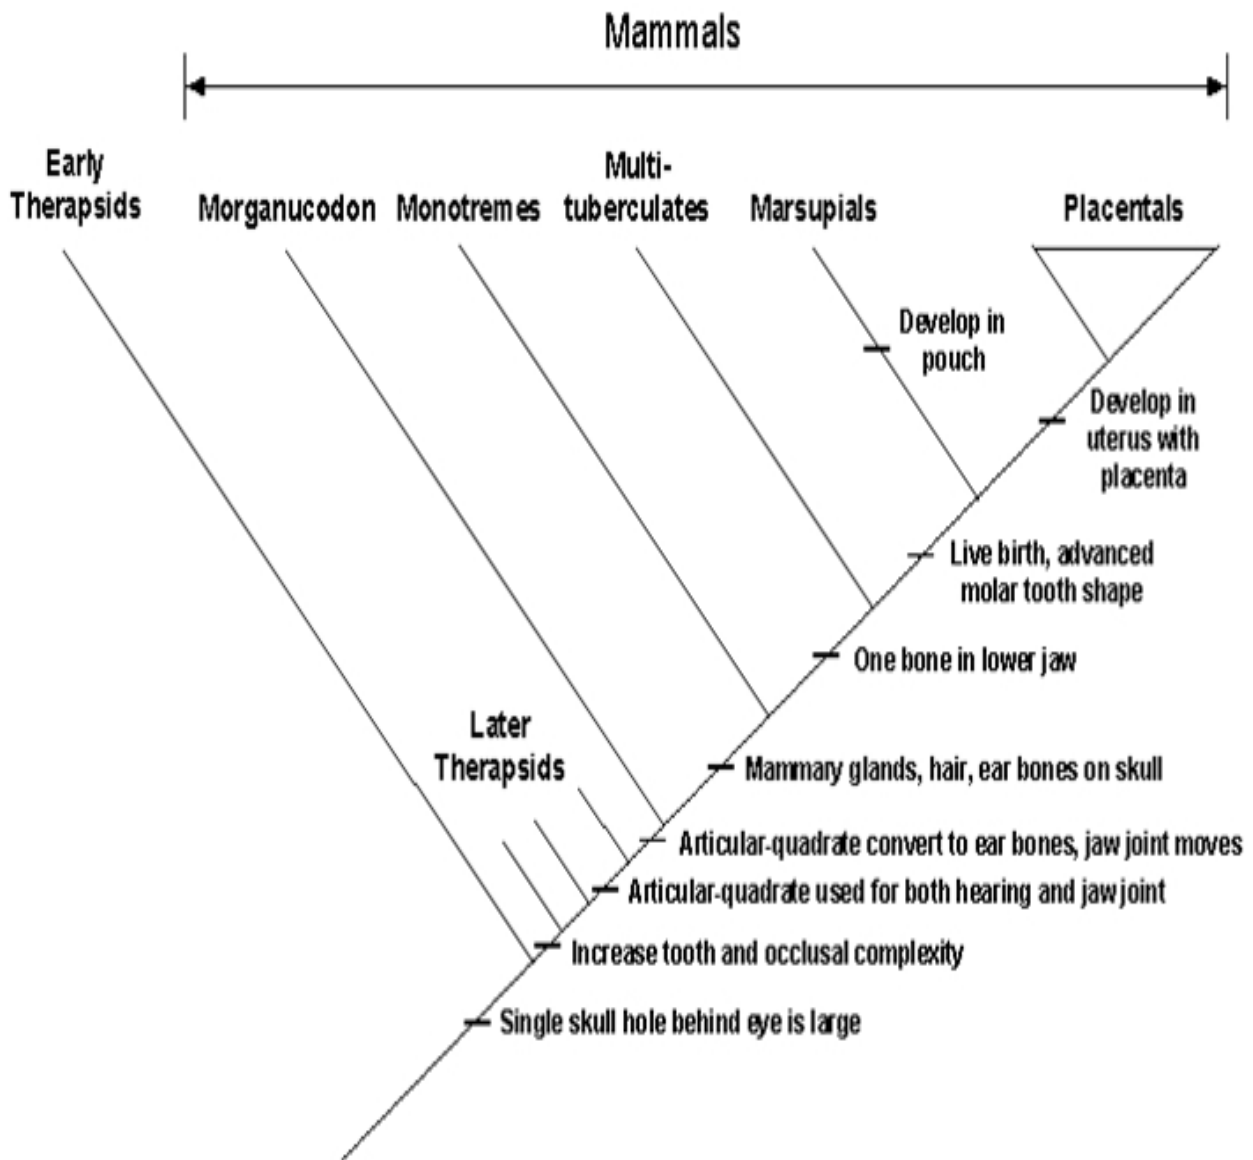 Mammals
Early
Therapsids
Morganucodon
Monotremes
Multi-
tuberculates
Marsupials
Placentals
Develop in
pouch
Develop in
uterus with
placenta
Live birth, advanced
molar tooth shape
One bone in lower jaw
Later
Therapsids
Mammary glands, hair, ear bones on skull
Articular-quadrate convert to ear bones, jaw joint moves
Articular-quadrate used for both hearing and jaw joint
Increase tooth and occlusal complexity
Single skull hole behind eye is large